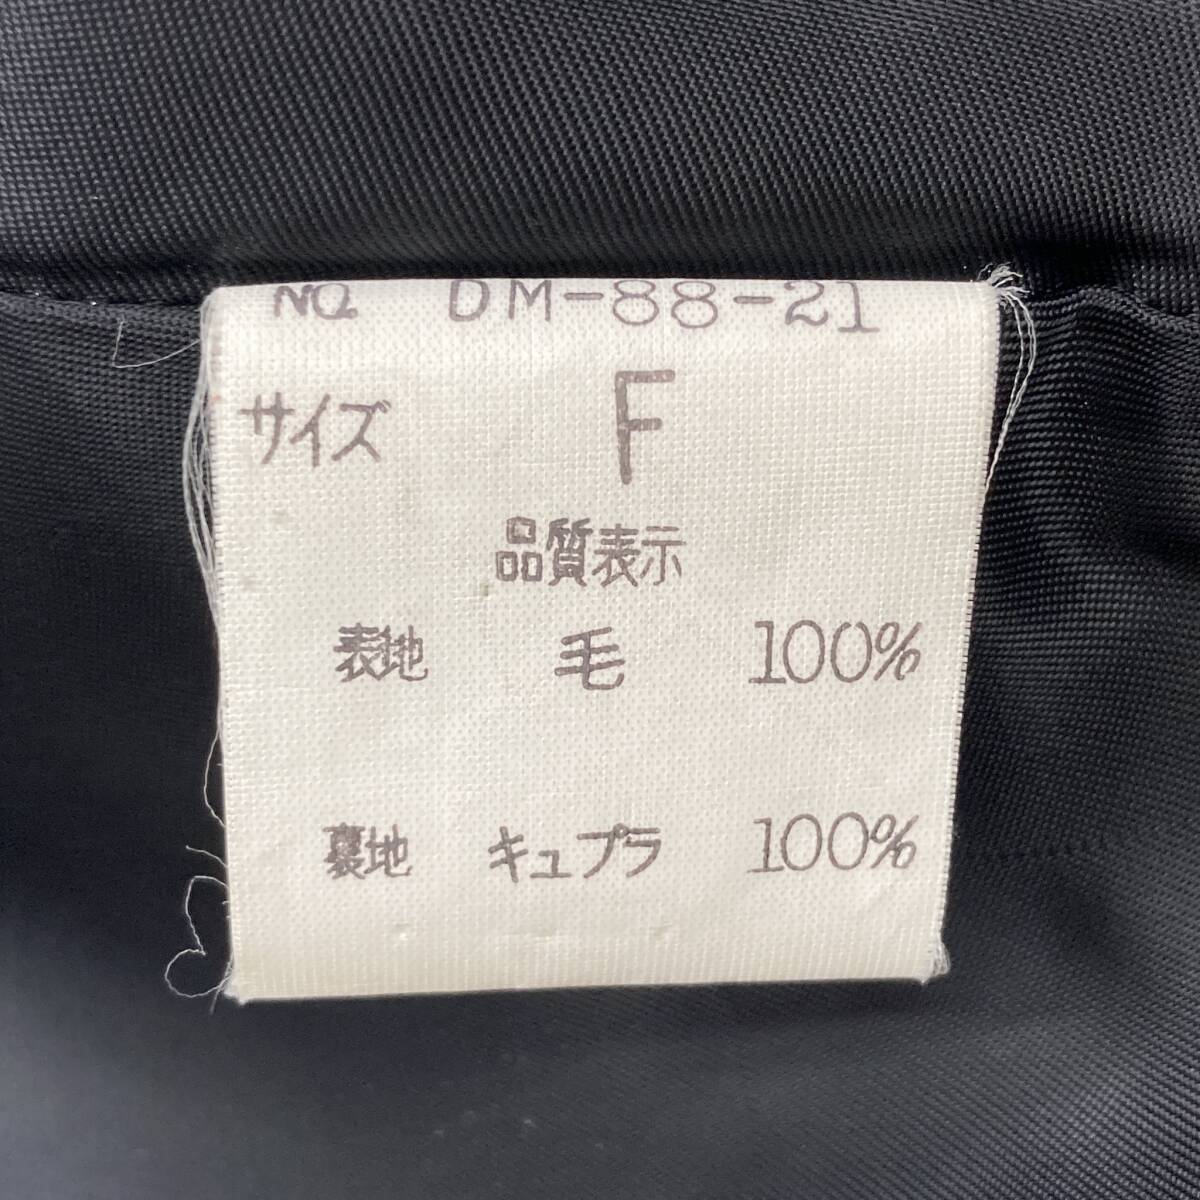 No. DM-88-21
サイズ F
品質表示
表地 毛 100%
裏地 キュプラ 100%